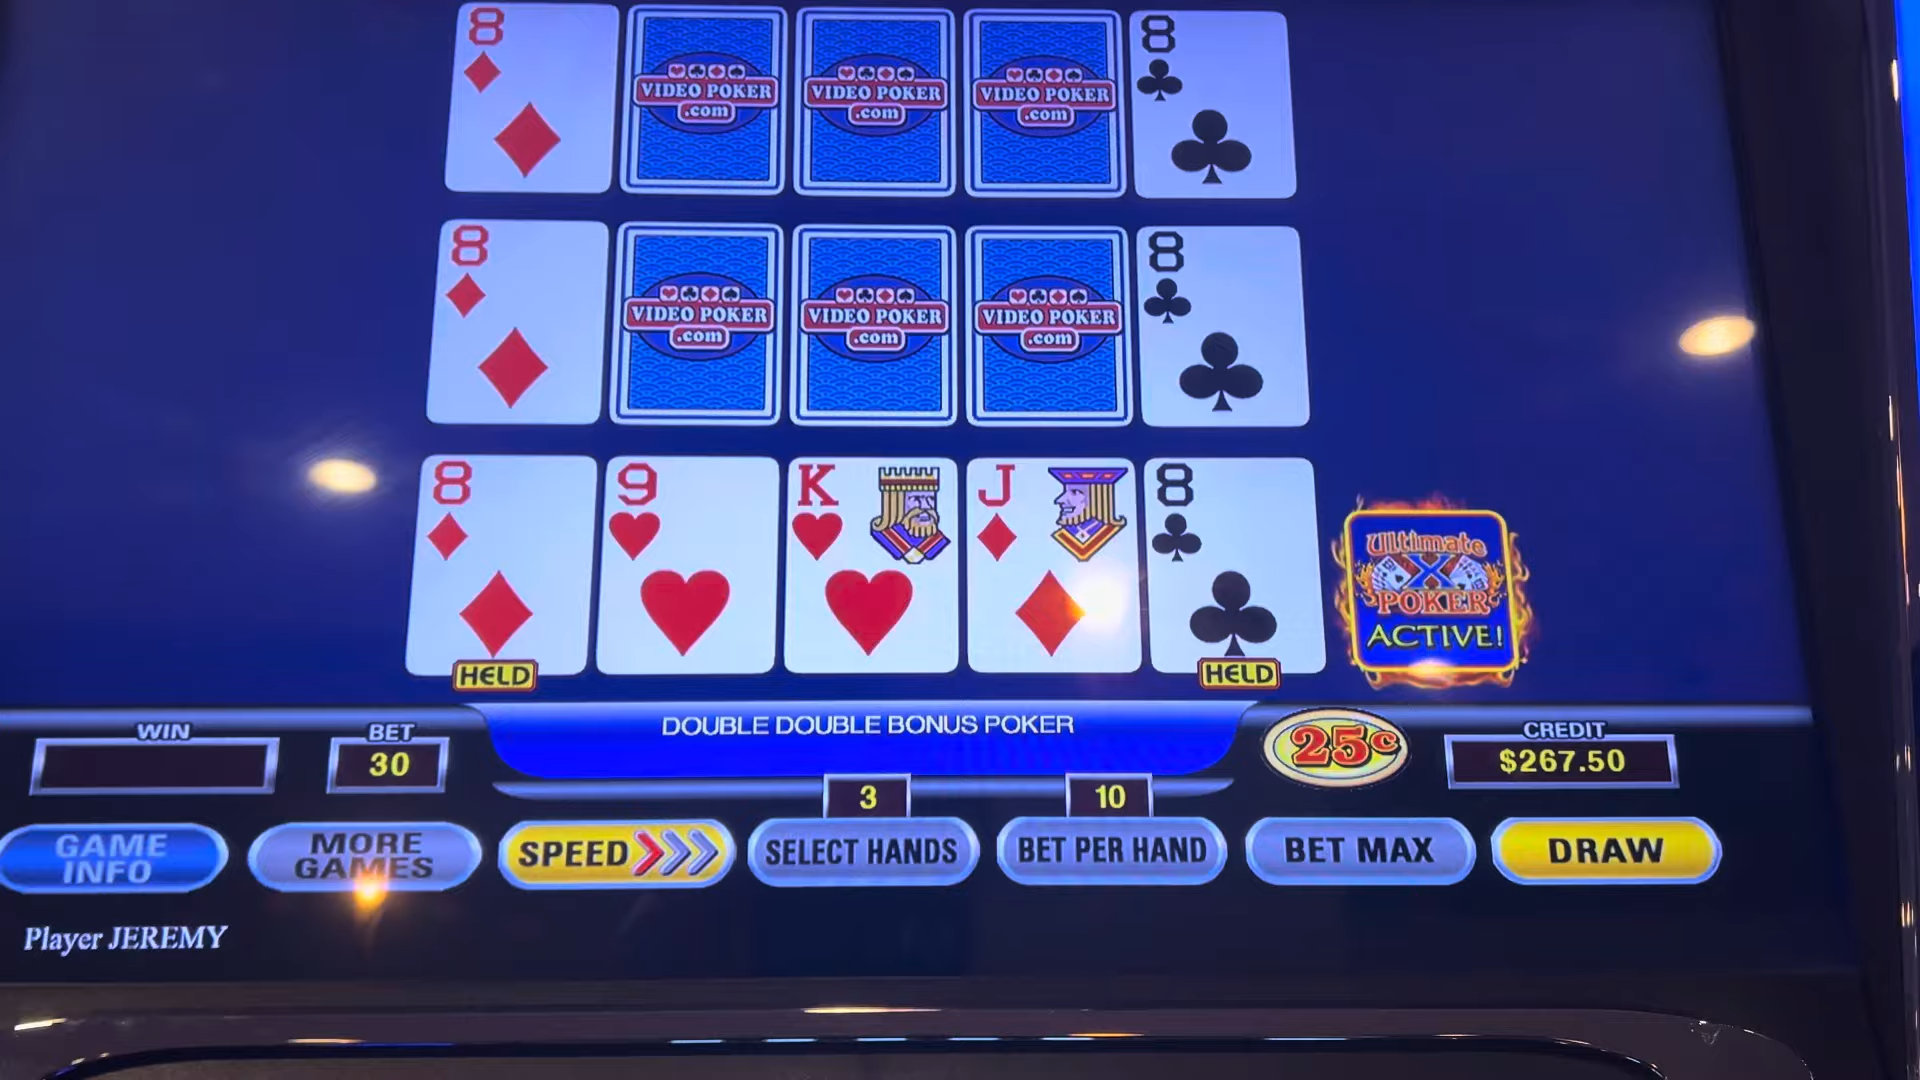 8 VIDEO POKER .com VIDEO POKER .com VIDEO POKER .com 8
8 VIDEO POKER .com VIDEO POKER .com VIDEO POKER .com 8
8 9 K J 8
Ultimate
X
POKER
ACTIVE!
HELD HELD
WIN BET DOUBLE DOUBLE BONUS POKER 25¢ CREDIT
30 $267.50
3 10
GAME INFO MORE GAMES SPEED SELECT HANDS BET PER HAND BET MAX DRAW
Player JEREMY